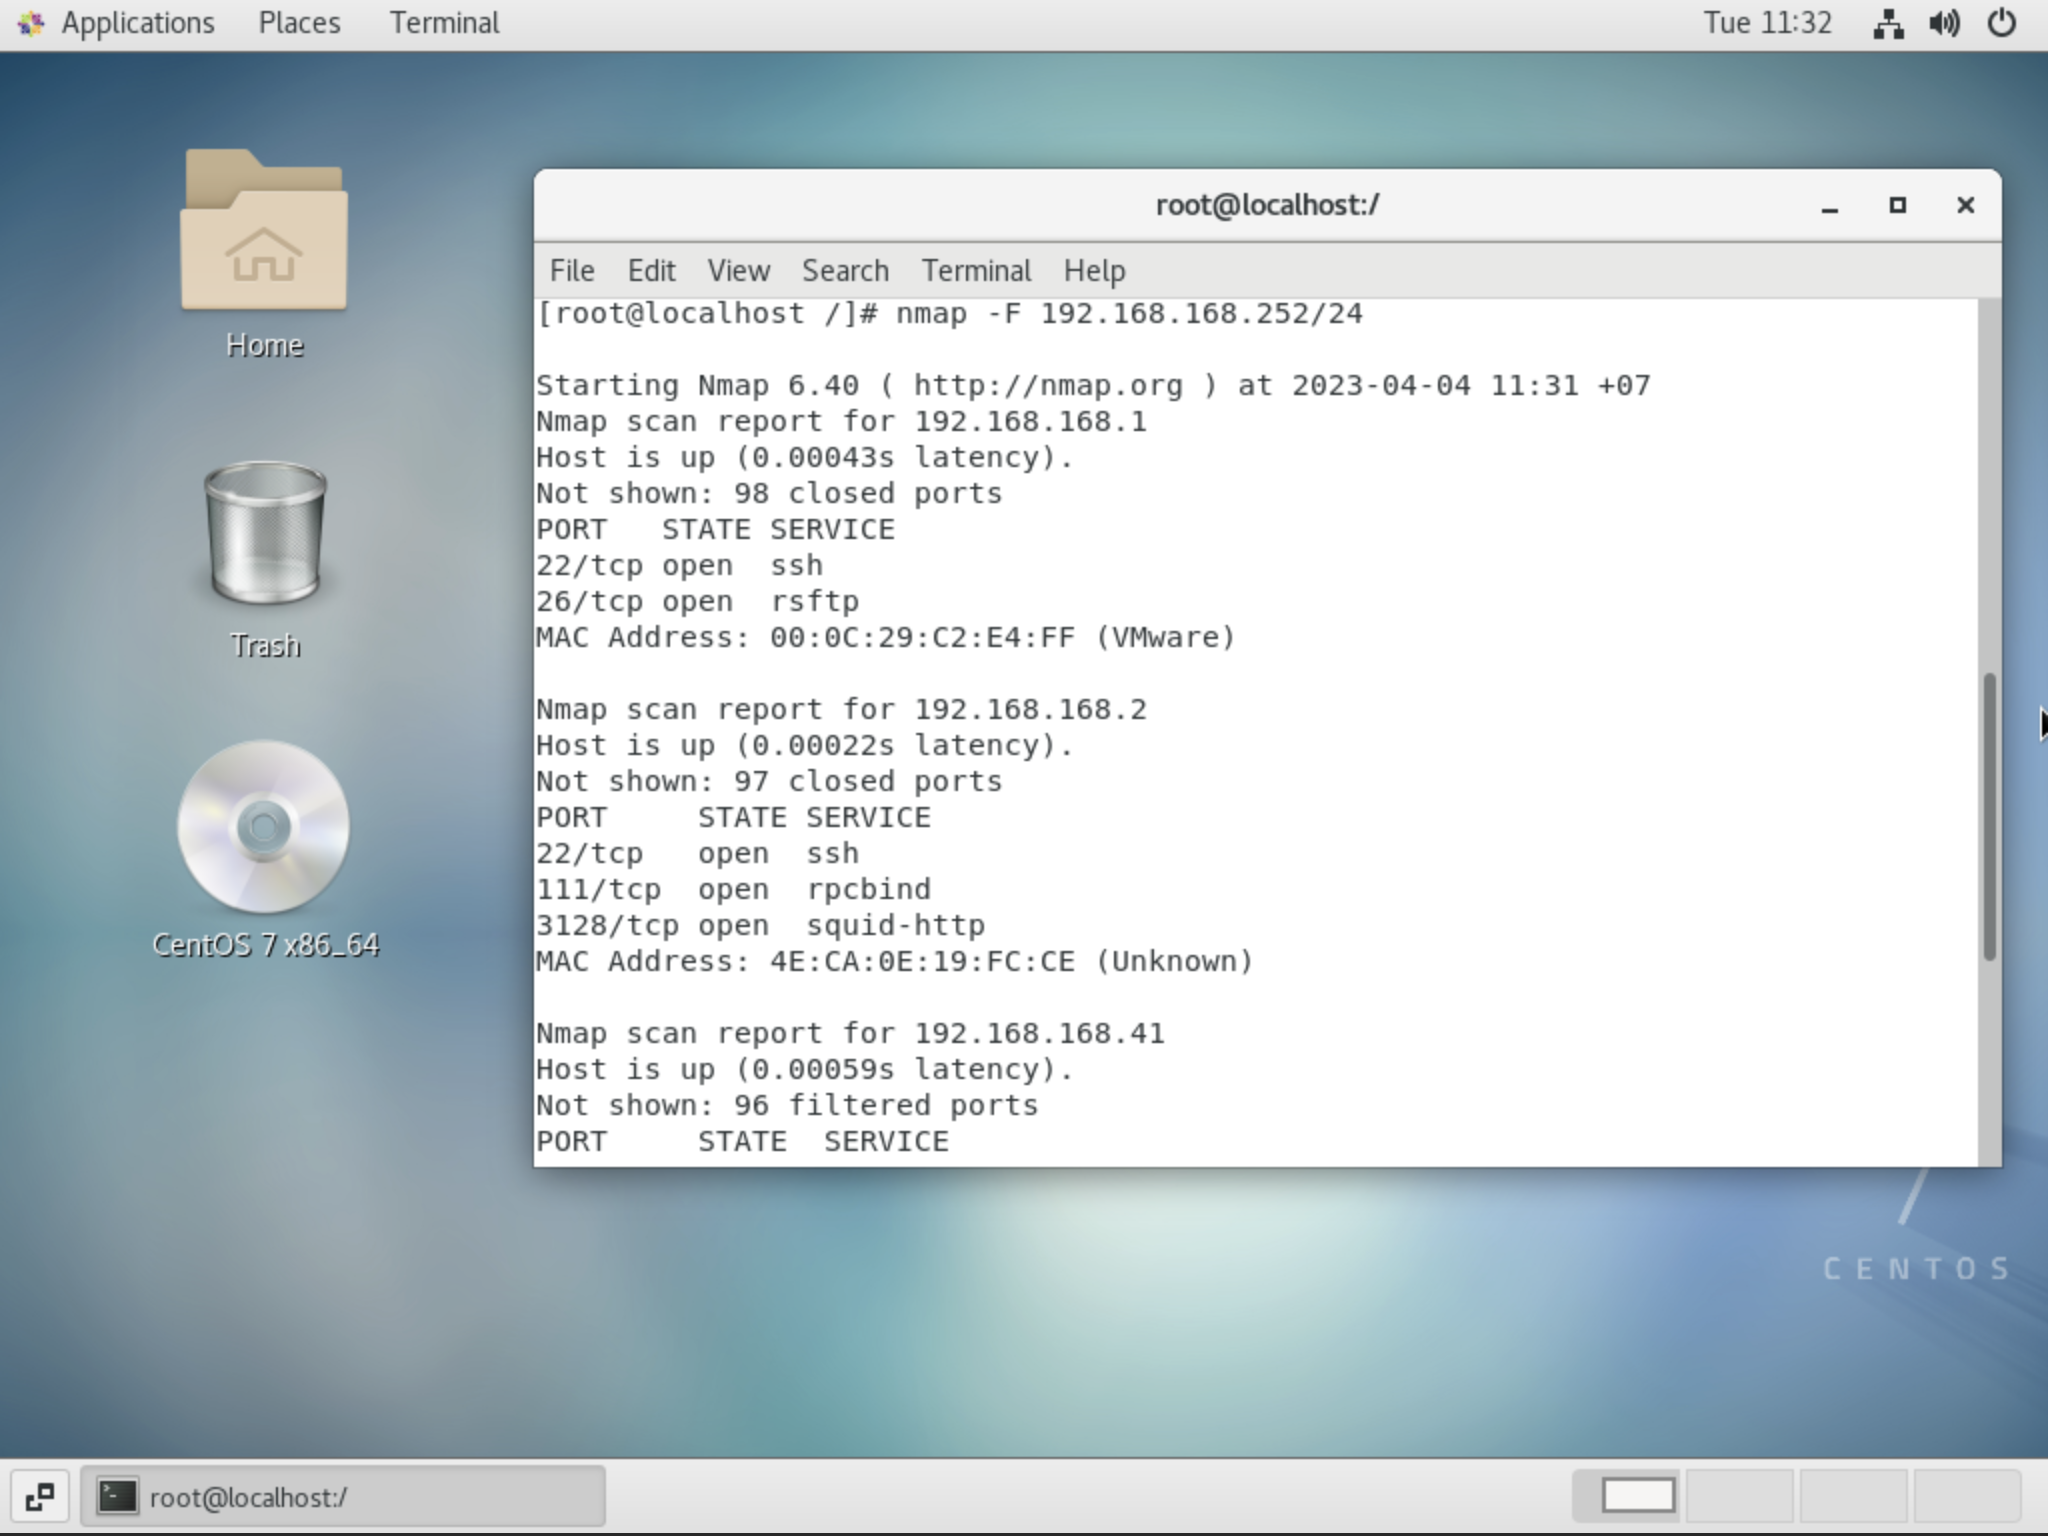 Applications Places Terminal Tue 11:32
root@localhost:/
File Edit View Search Terminal Help
[root@localhost /]# nmap -F 192.168.168.252/24
Starting Nmap 6.40 ( http://nmap.org ) at 2023-04-04 11:31 +07
Nmap scan report for 192.168.168.1
Host is up (0.00043s latency).
Not shown: 98 closed ports
PORT   STATE SERVICE
22/tcp open  ssh
26/tcp open  rsftp
MAC Address: 00:0C:29:C2:E4:FF (VMware)
Nmap scan report for 192.168.168.2
Host is up (0.00022s latency).
Not shown: 97 closed ports
PORT     STATE SERVICE
22/tcp   open  ssh
111/tcp  open  rpcbind
3128/tcp open  squid-http
MAC Address: 4E:CA:0E:19:FC:CE (Unknown)
Nmap scan report for 192.168.168.41
Host is up (0.00059s latency).
Not shown: 96 filtered ports
PORT     STATE  SERVICE
Home
Trash
CentOS 7 x86_64
7
CENTOS
root@localhost:/